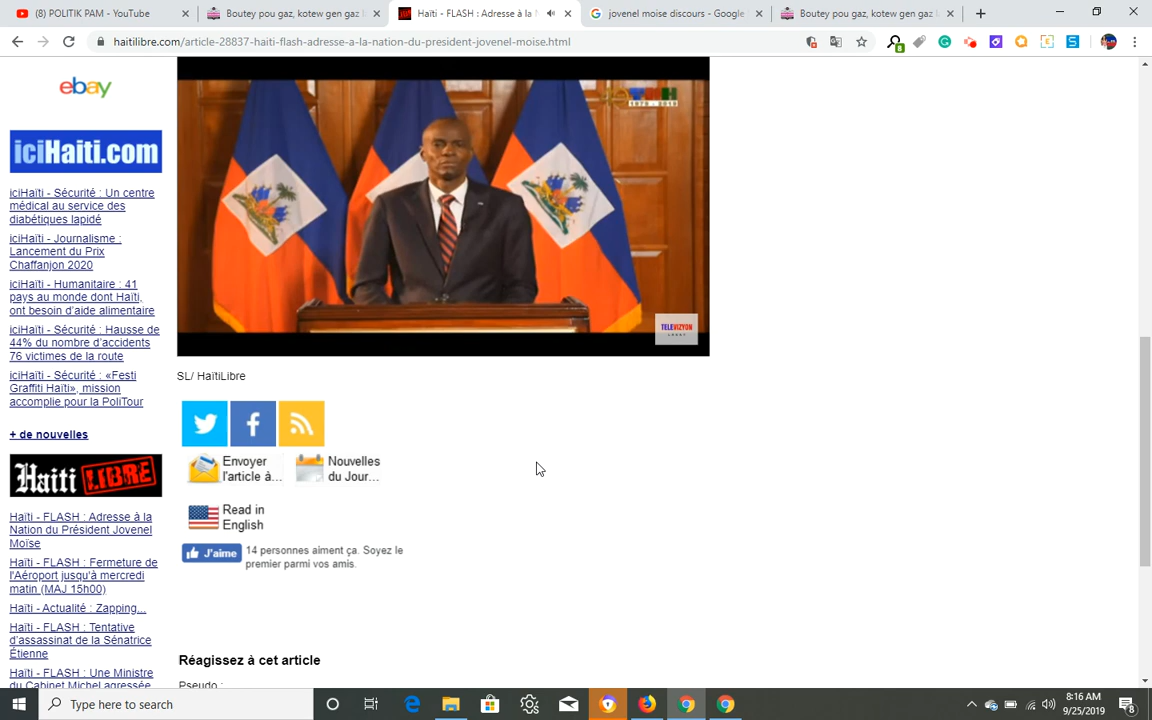 (8) POLITIK PAM - YouTube
Boutey pou gaz, kotew gen gaz l
Haïti - FLASH : Adresse à la N
jovenel moise discours - Google
Boutey pou gaz, kotew gen gaz L
haitilibre.com/article-28837-haiti-flash-adresse-a-la-nation-du-president-jovenel-moise.html
8
ebay
iciHaiti.com
iciHaïti - Sécurité : Un centre
médical au service des
diabétiques lapidé
iciHaïti - Journalisme :
Lancement du Prix
Chaffanjon 2020
iciHaïti - Humanitaire : 41
pays au monde dont Haïti,
ont besoin d'aide alimentaire
iciHaïti - Sécurité : Hausse de
44% du nombre d'accidents
76 victimes de la route
iciHaïti - Sécurité : «Festi
Graffiti Haïti», mission
accomplie pour la PoliTour
+ de nouvelles
Haiti LIBRE
Haïti - FLASH : Adresse à la
Nation du Président Jovenel
Moïse
Haïti - FLASH : Fermeture de
l'Aéroport jusqu'à mercredi
matin (MAJ 15h00)
Haïti - Actualité : Zapping...
Haïti - FLASH : Tentative
d'assassinat de la Sénatrice
Étienne
Haïti - FLASH : Une Ministre
du Cabinet Michel agressée
1979 - 2019
TELEVIZYON
LAKAY
SL/ HaïtiLibre
Envoyer
l'article à...
Nouvelles
du Jour...
Read in
English
J'aime
14 personnes aiment ça. Soyez le
premier parmi vos amis.
Réagissez à cet article
Pseudo :
Type here to search
8:16 AM
9/25/2019
8